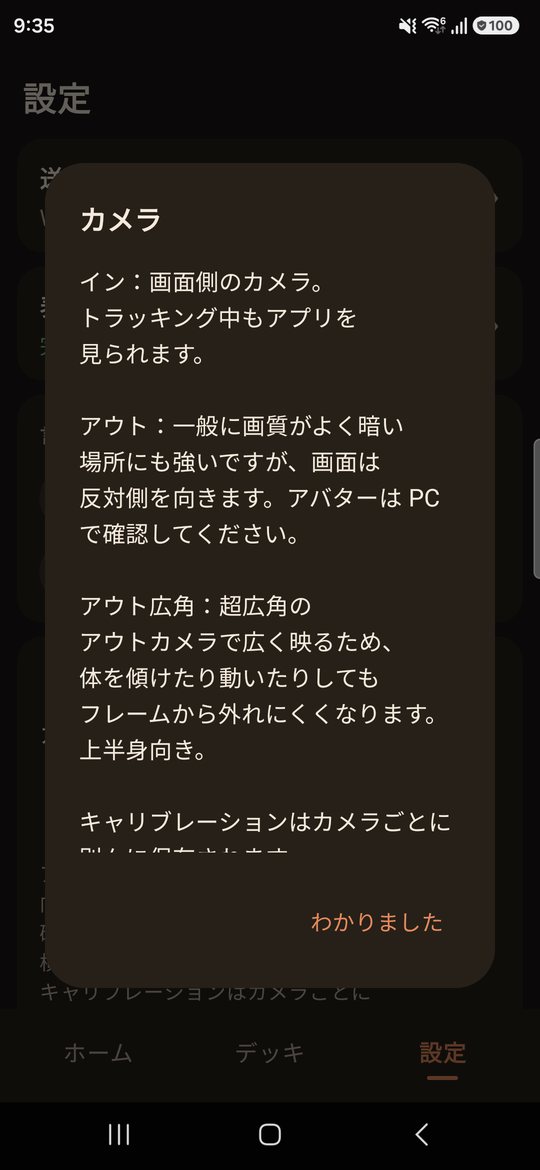 9:35
6
100
設定
カメラ
イン：画面側のカメラ。
トラッキング中もアプリを
見られます。
アウト：一般に画質がよく暗い
場所にも強いですが、画面は
反対側を向きます。アバターは PC
で確認してください。
アウト広角：超広角の
アウトカメラで広く映るため、
体を傾けたり動いたりしても
フレームから外れにくくなります。
上半身向き。
キャリブレーションはカメラごとに
わかりました
キャリブレーションはカメラごとに
ホーム
デッキ
設定